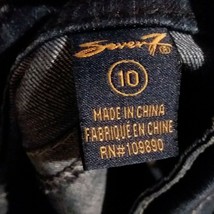 Seven7®
10
MADE IN CHINA
FABRIQUÉ EN CHINE
RN#109890